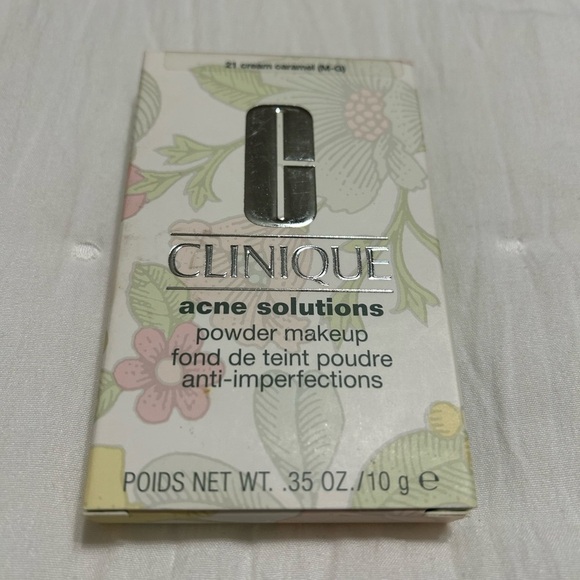 21 cream caramel (M-G)
CLINIQUE
acne solutions
powder makeup
fond de teint poudre
anti-imperfections
POIDS NET WT. .35 OZ./10 g ℮